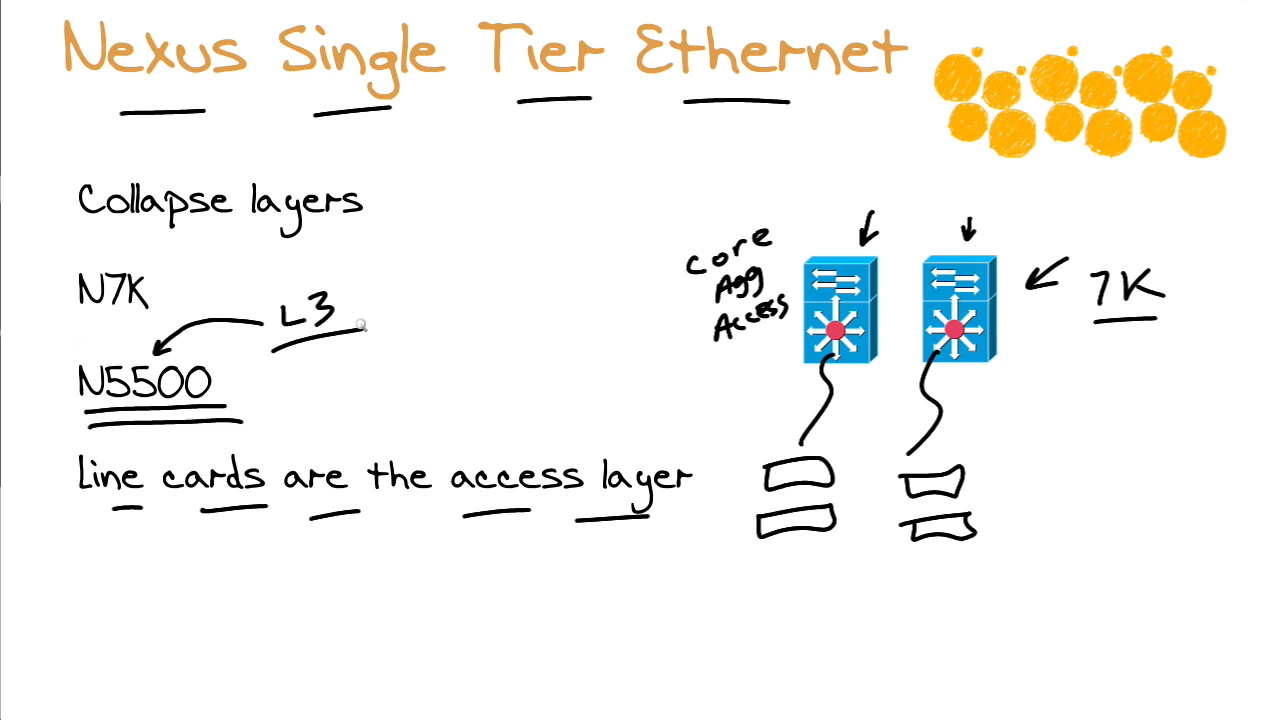 Nexus Single Tier Ethernet
Collapse layers
N7K
L3
N5500
Line cards are the access layer
Core
Agg
Access
7K